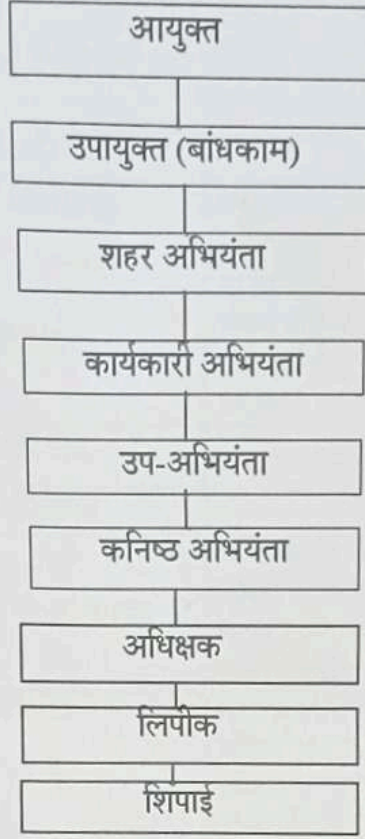 आयुक्त
उपायुक्त (बांधकाम)
शहर अभियंता
कार्यकारी अभियंता
उप-अभियंता
कनिष्ठ अभियंता
अधिक्षक
लिपीक
शिपाई